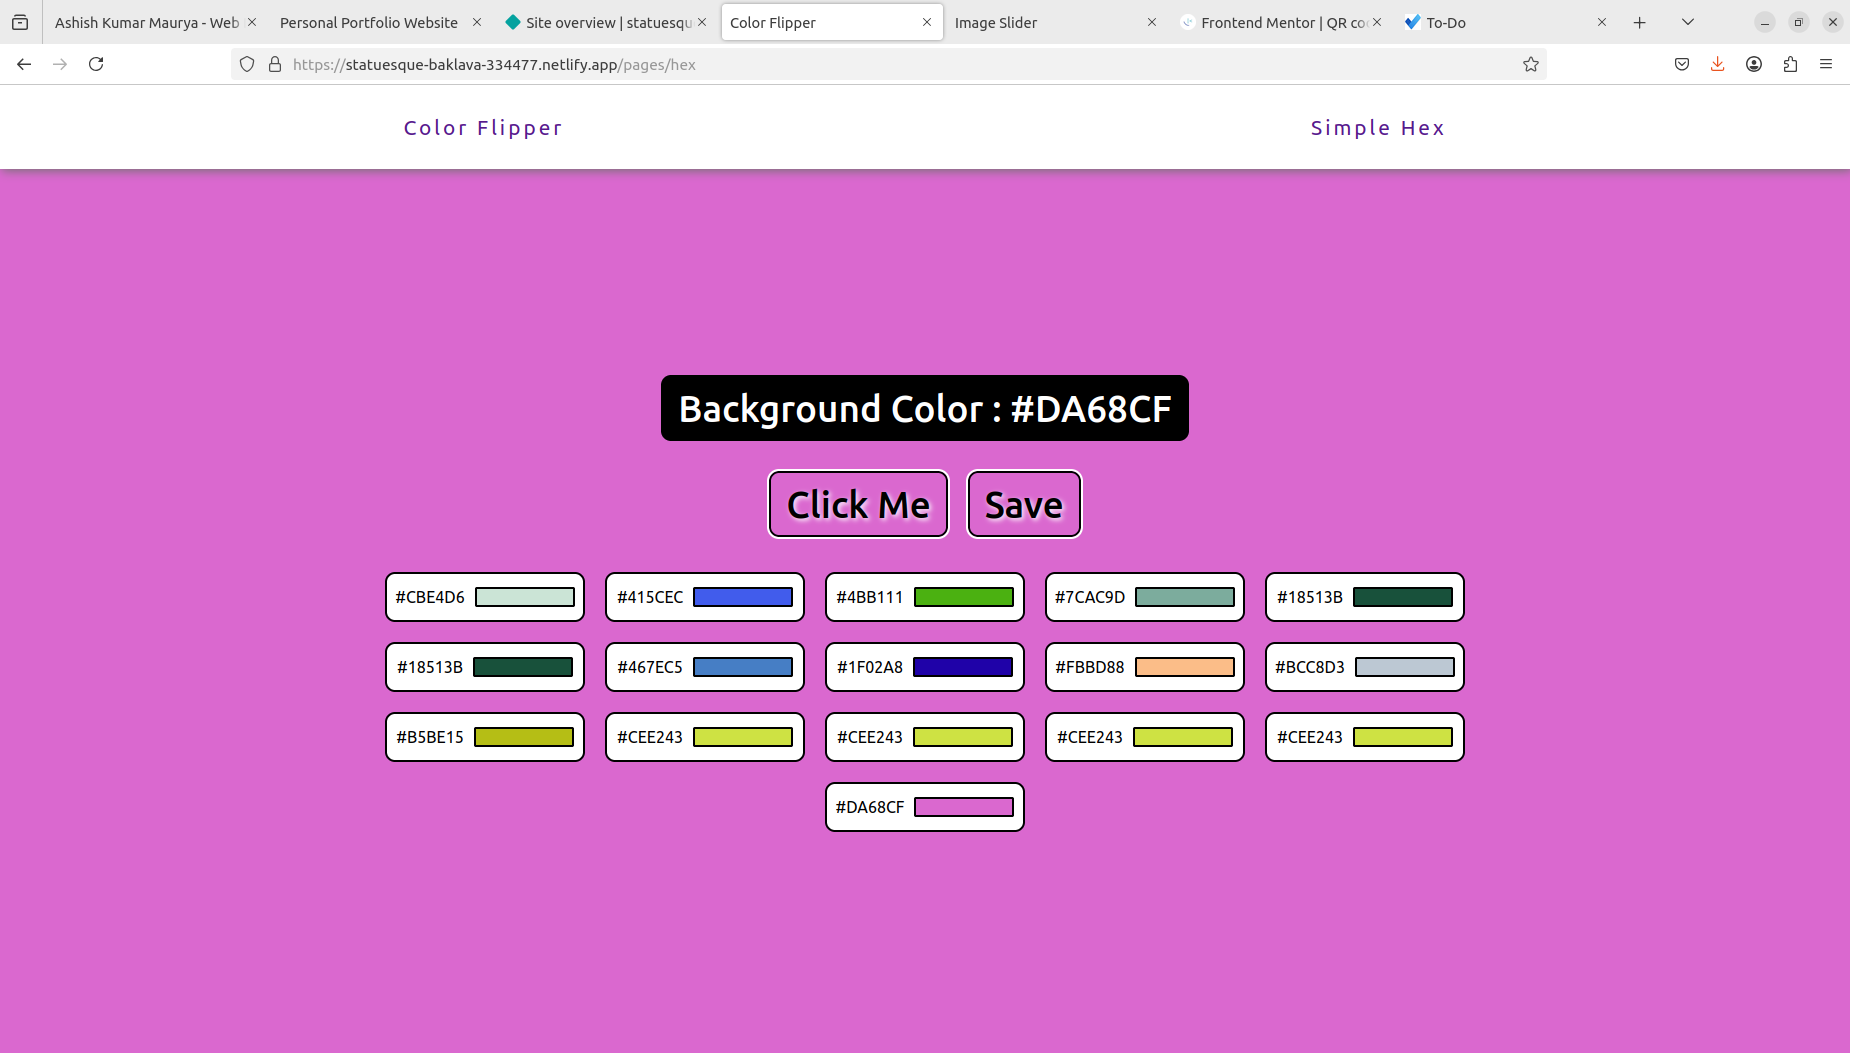 Ashish Kumar Maurya - Web
Personal Portfolio Website
Site overview | statuesqu
Color Flipper
Image Slider
Frontend Mentor | QR co
To-Do
https://statuesque-baklava-334477.netlify.app/pages/hex
Color Flipper
Simple Hex
Background Color : #DA68CF
Click Me
Save
#CBE4D6
#415CEC
#4BB111
#7CAC9D
#18513B
#18513B
#467EC5
#1F02A8
#FBBD88
#BCC8D3
#B5BE15
#CEE243
#CEE243
#CEE243
#CEE243
#DA68CF